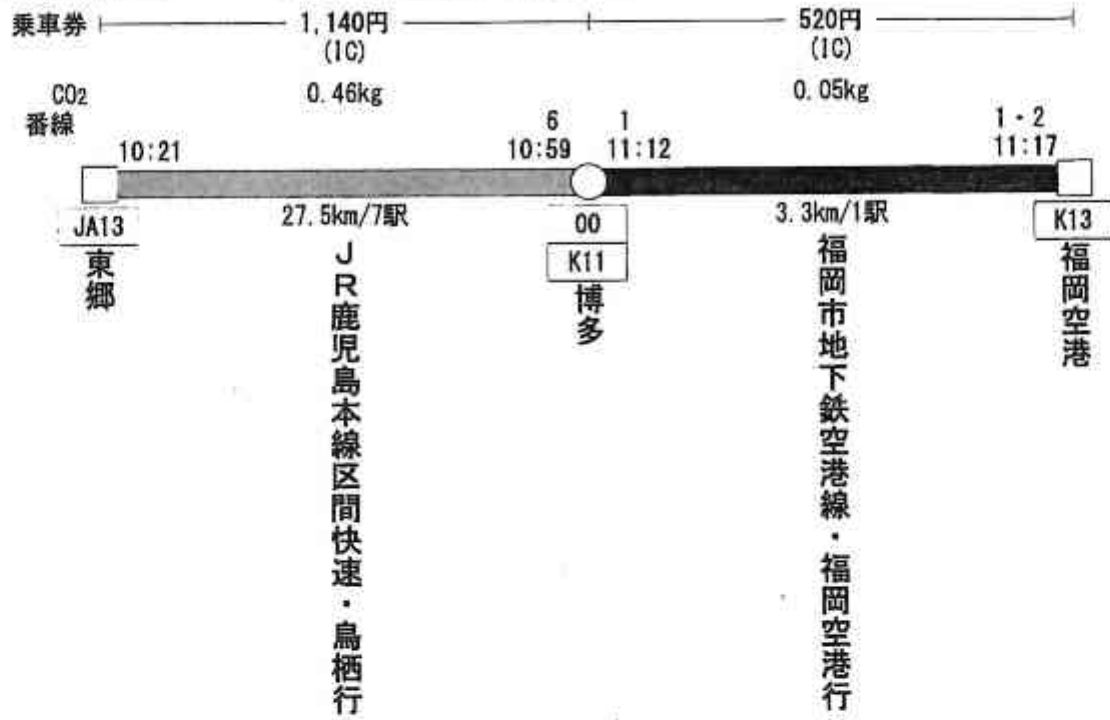 乗車券 1,140円 520円
(IC) (IC)
CO2 0.46kg 0.05kg
番線 6 1 1・2
10:21 10:59 11:12 11:17
27.5km/7駅 3.3km/1駅
JA13 00 K13
K11
東郷
JR鹿児島本線区間快速・鳥栖行
博多
福岡市地下鉄空港線・福岡空港行
福岡空港